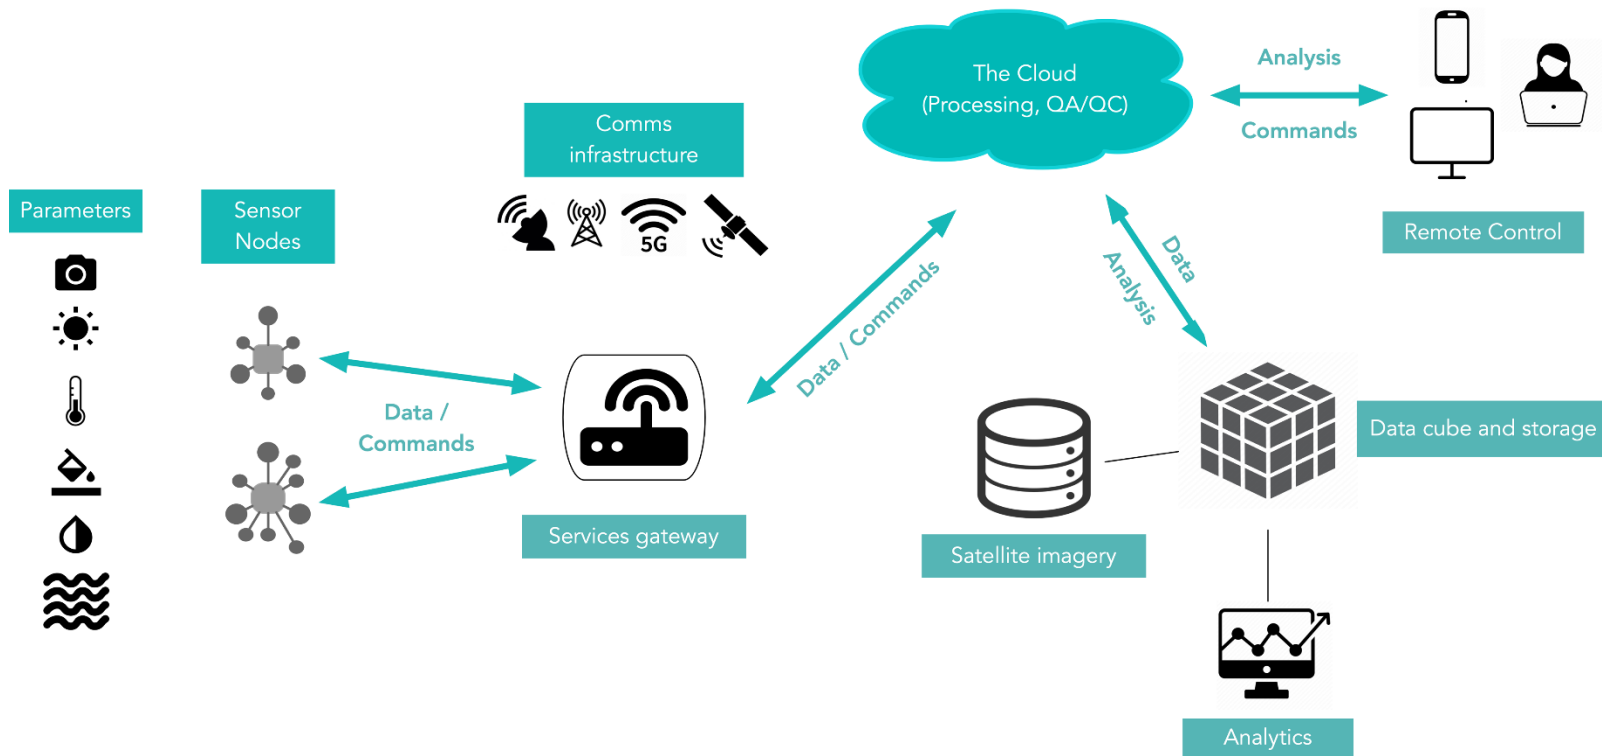 Parameters
Sensor
Nodes
Comms
infrastructure
5G
The Cloud
(Processing, QA/QC)
Analysis
Commands
Remote Control
Data / Commands
Data
Analysis
Data /
Commands
Services gateway
Satellite imagery
Data cube and storage
Analytics